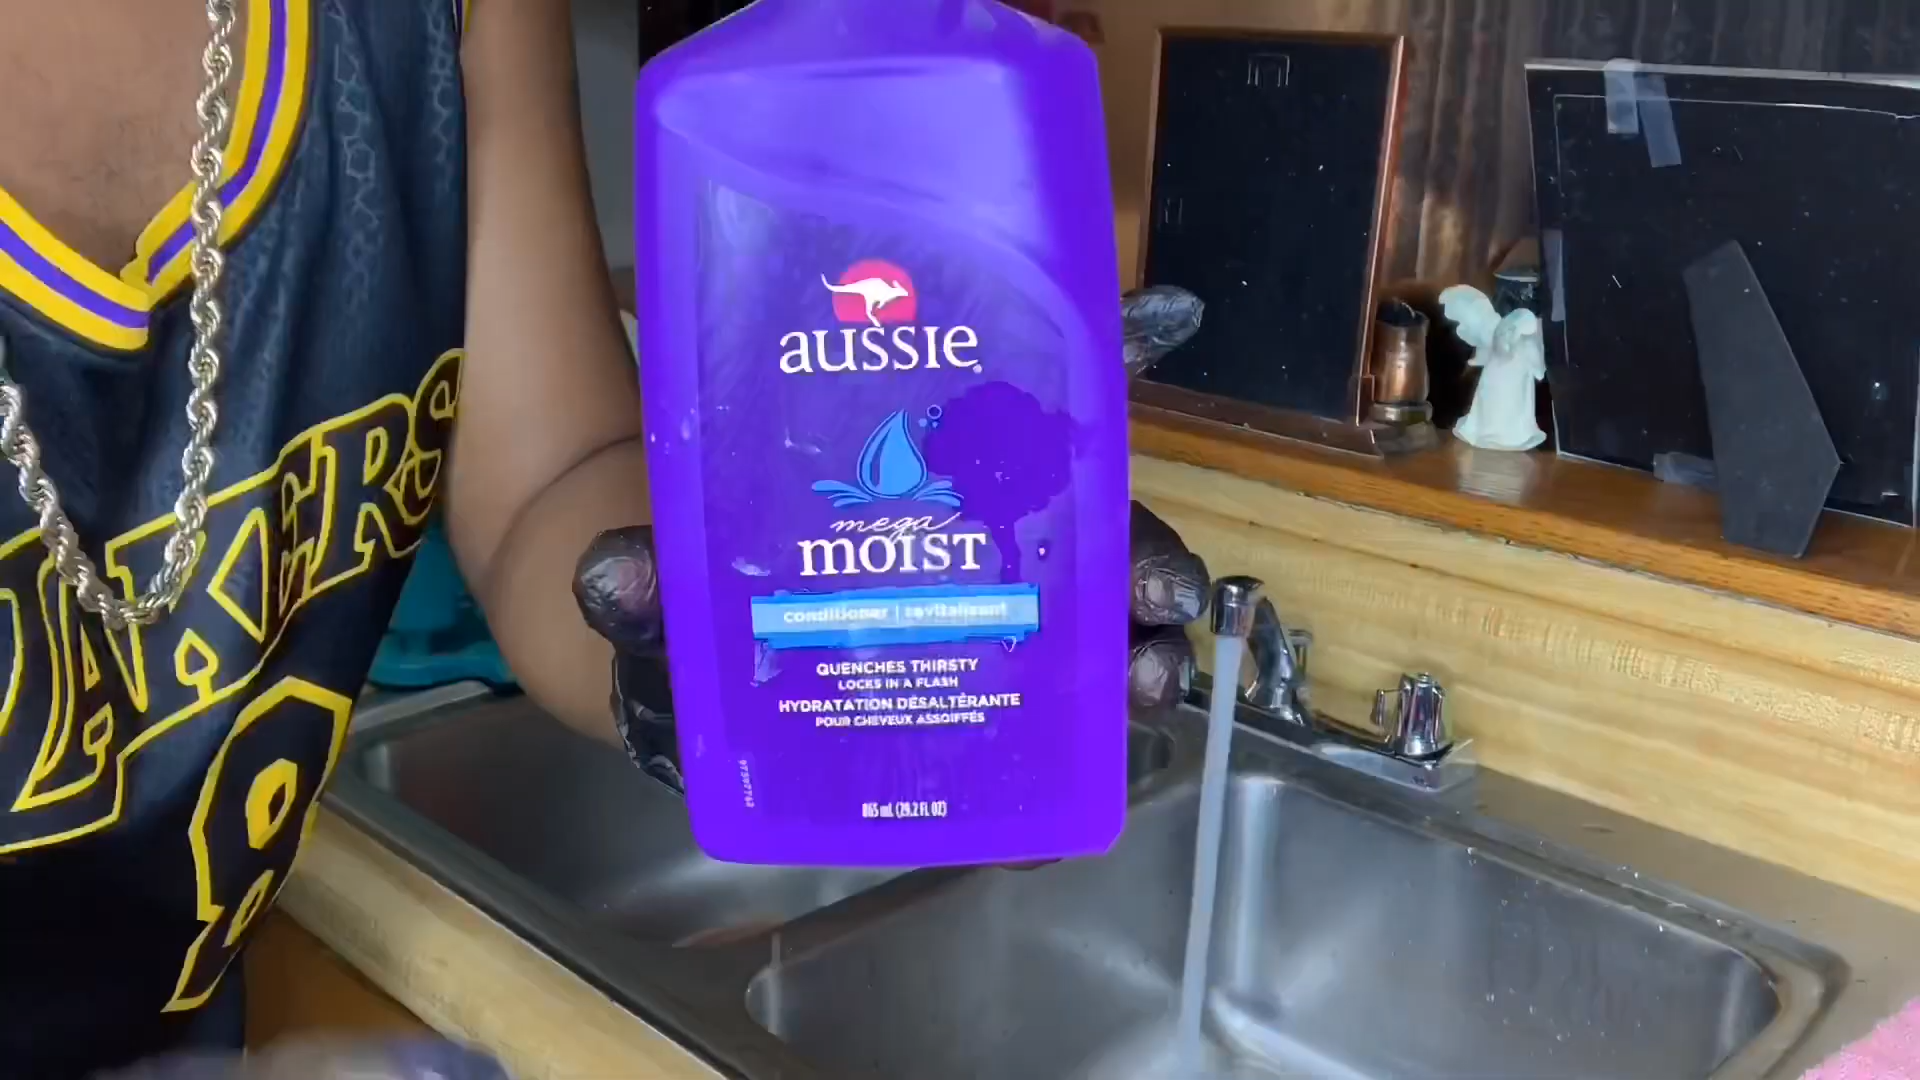 LAKERS
8
aussie
mega
moist
conditioner | revitalisant
QUENCHES THIRSTY
LOCKS IN A FLASH
HYDRATATION DÉSALTÉRANTE
POUR CHEVEUX ASSOIFFÉS
865 mL (29.2 FL OZ)